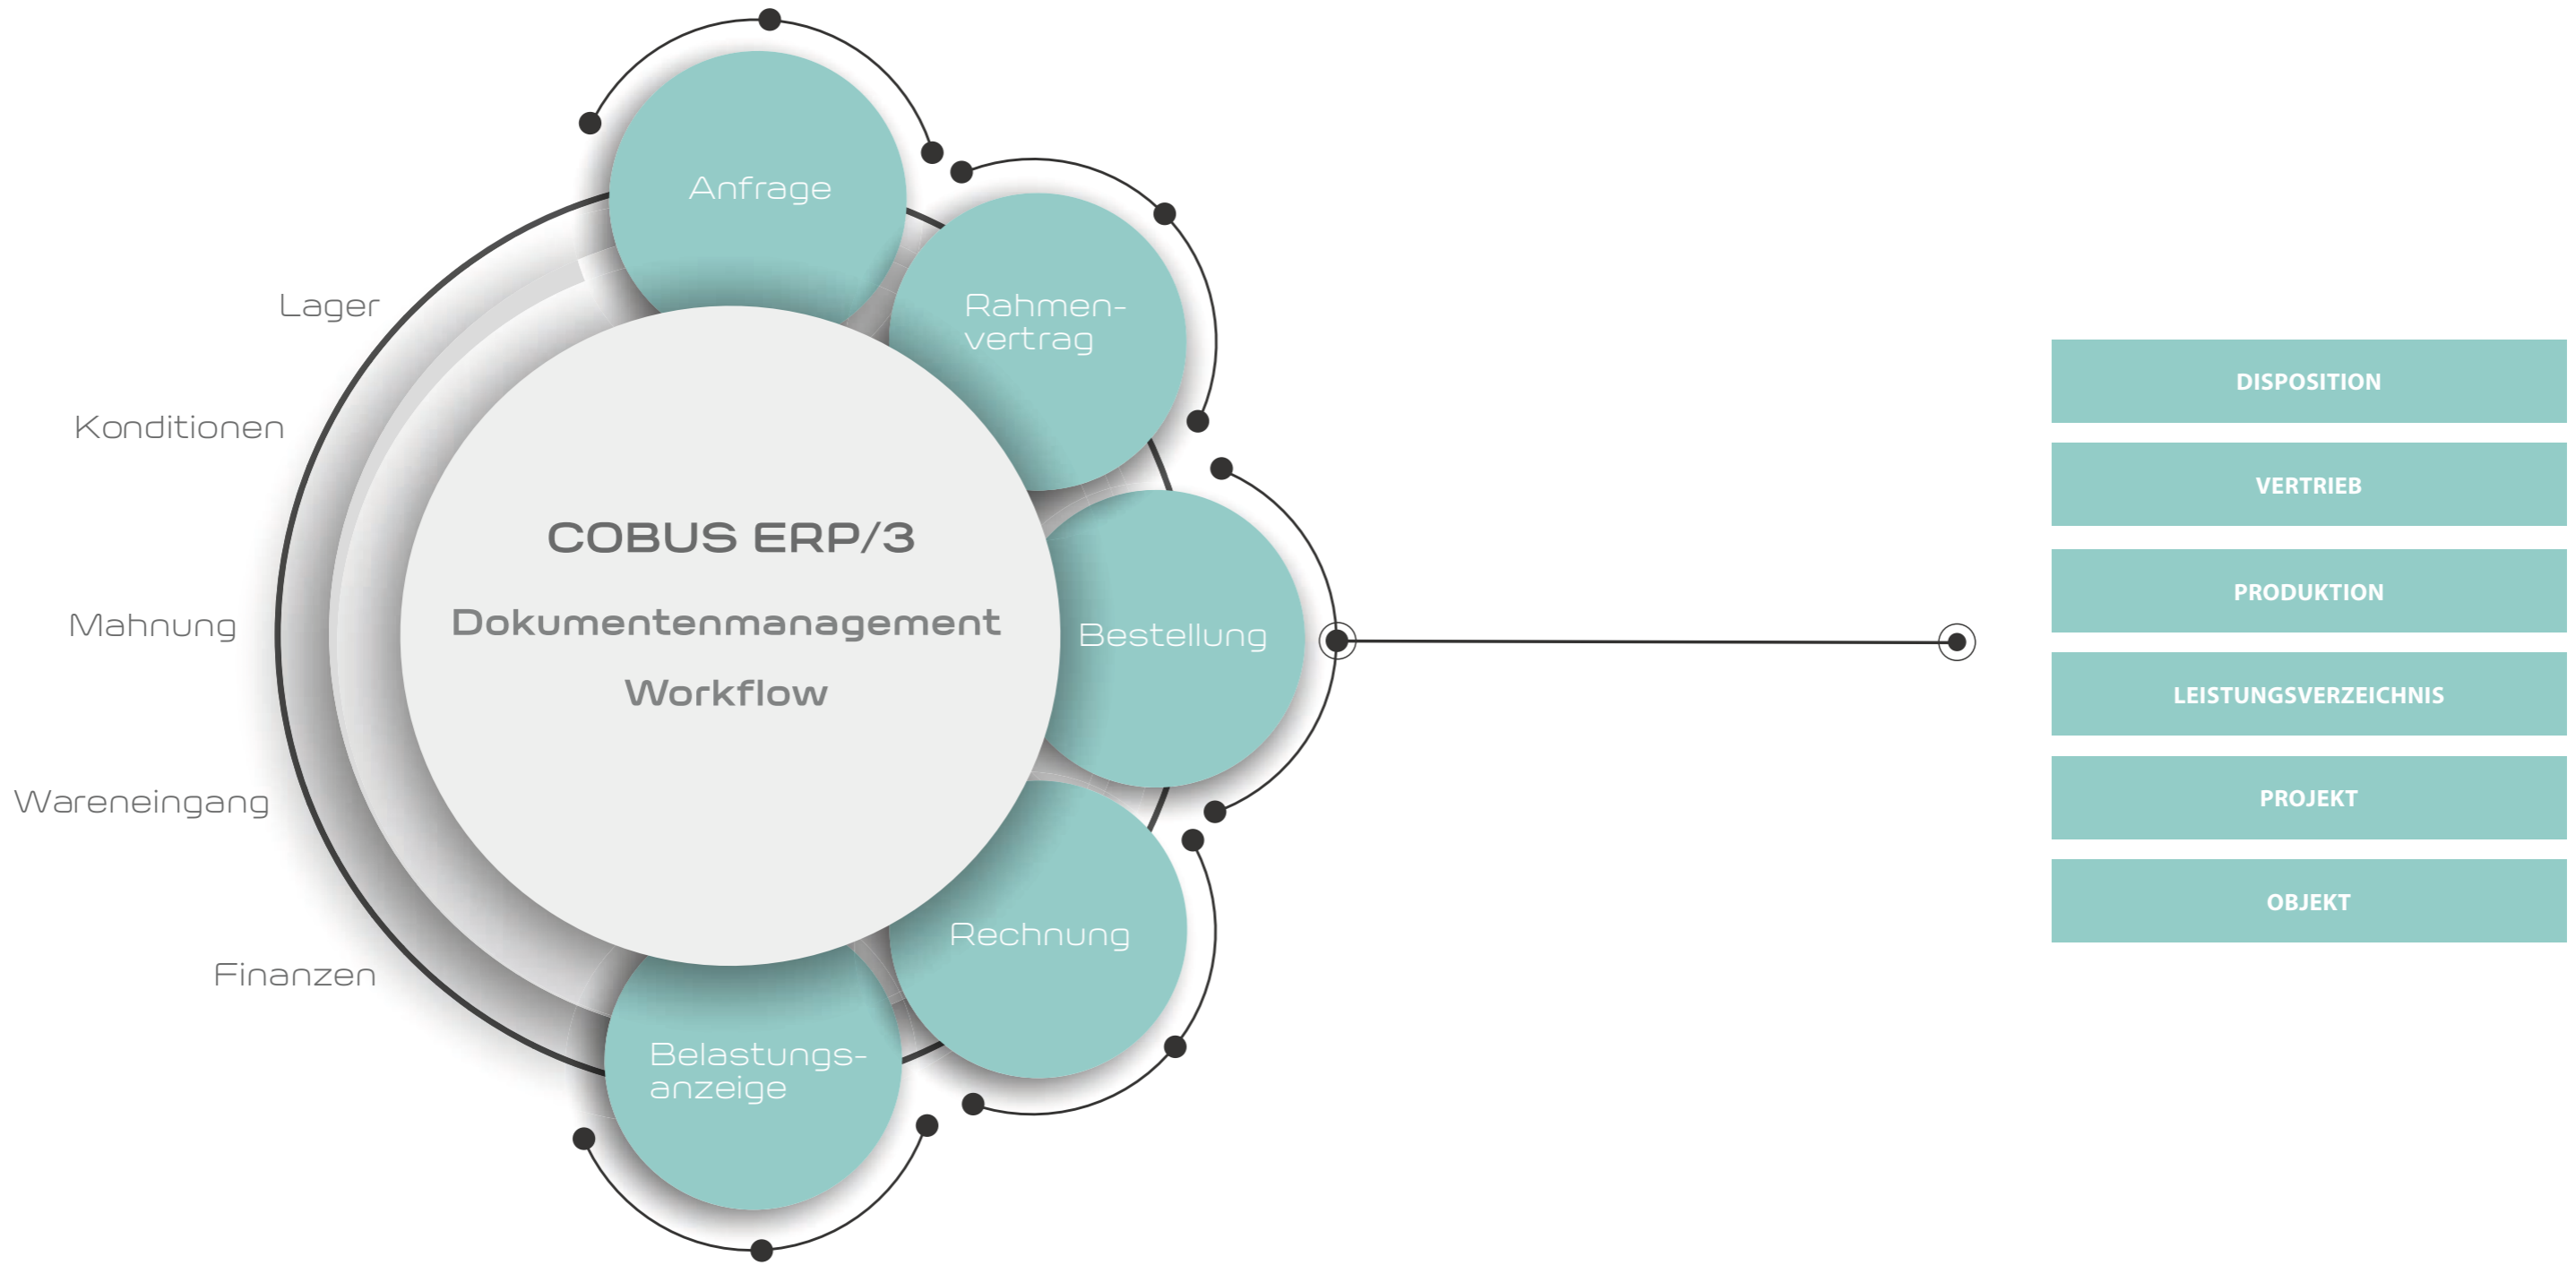 Anfrage
Rahmen-
vertrag
Bestellung
Rechnung
Belastungs-
anzeige
Lager
Konditionen
Mahnung
Wareneingang
Finanzen
COBUS ERP/3
Dokumentenmanagement
Workflow
DISPOSITION
VERTRIEB
PRODUKTION
LEISTUNGSVERZEICHNIS
PROJEKT
OBJEKT